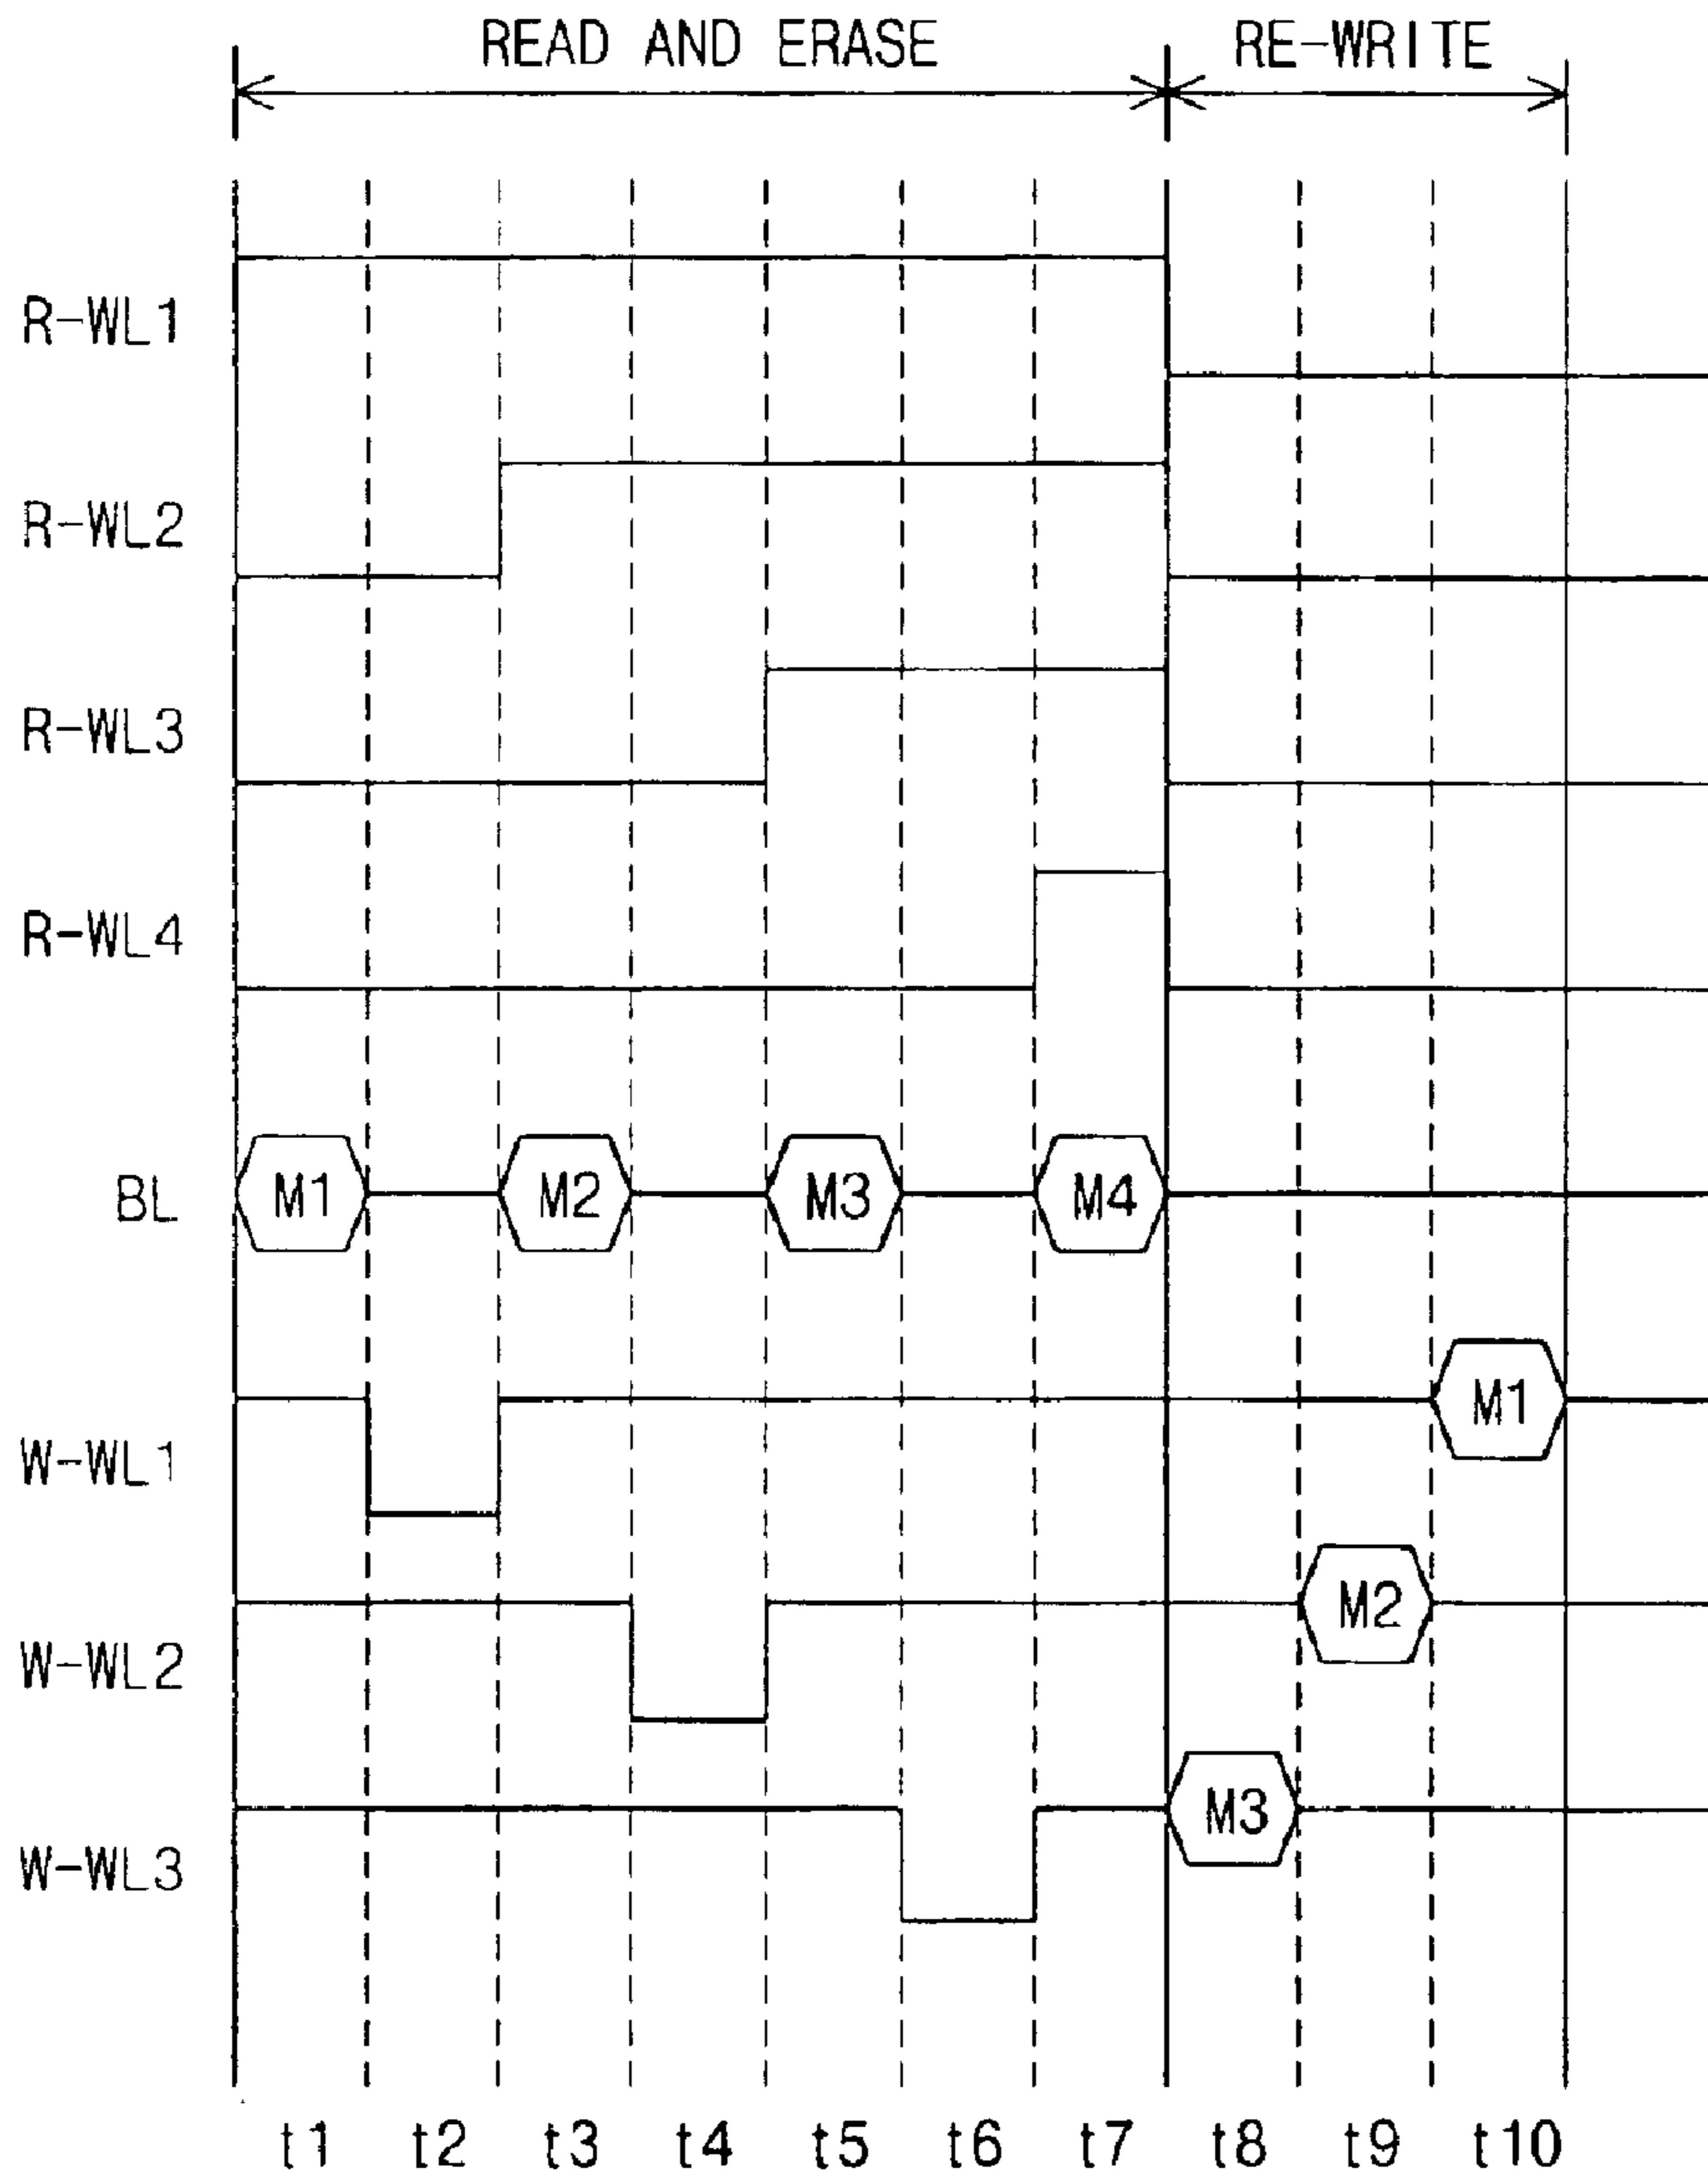 READ AND ERASE RE-WRITE
R-WL1
R-WL2
R-WL3
R-WL4
BL M1 M2 M3 M4
W-WL1 M1
W-WL2 M2
W-WL3 M3
t1 t2 t3 t4 t5 t6 t7 t8 t9 t10